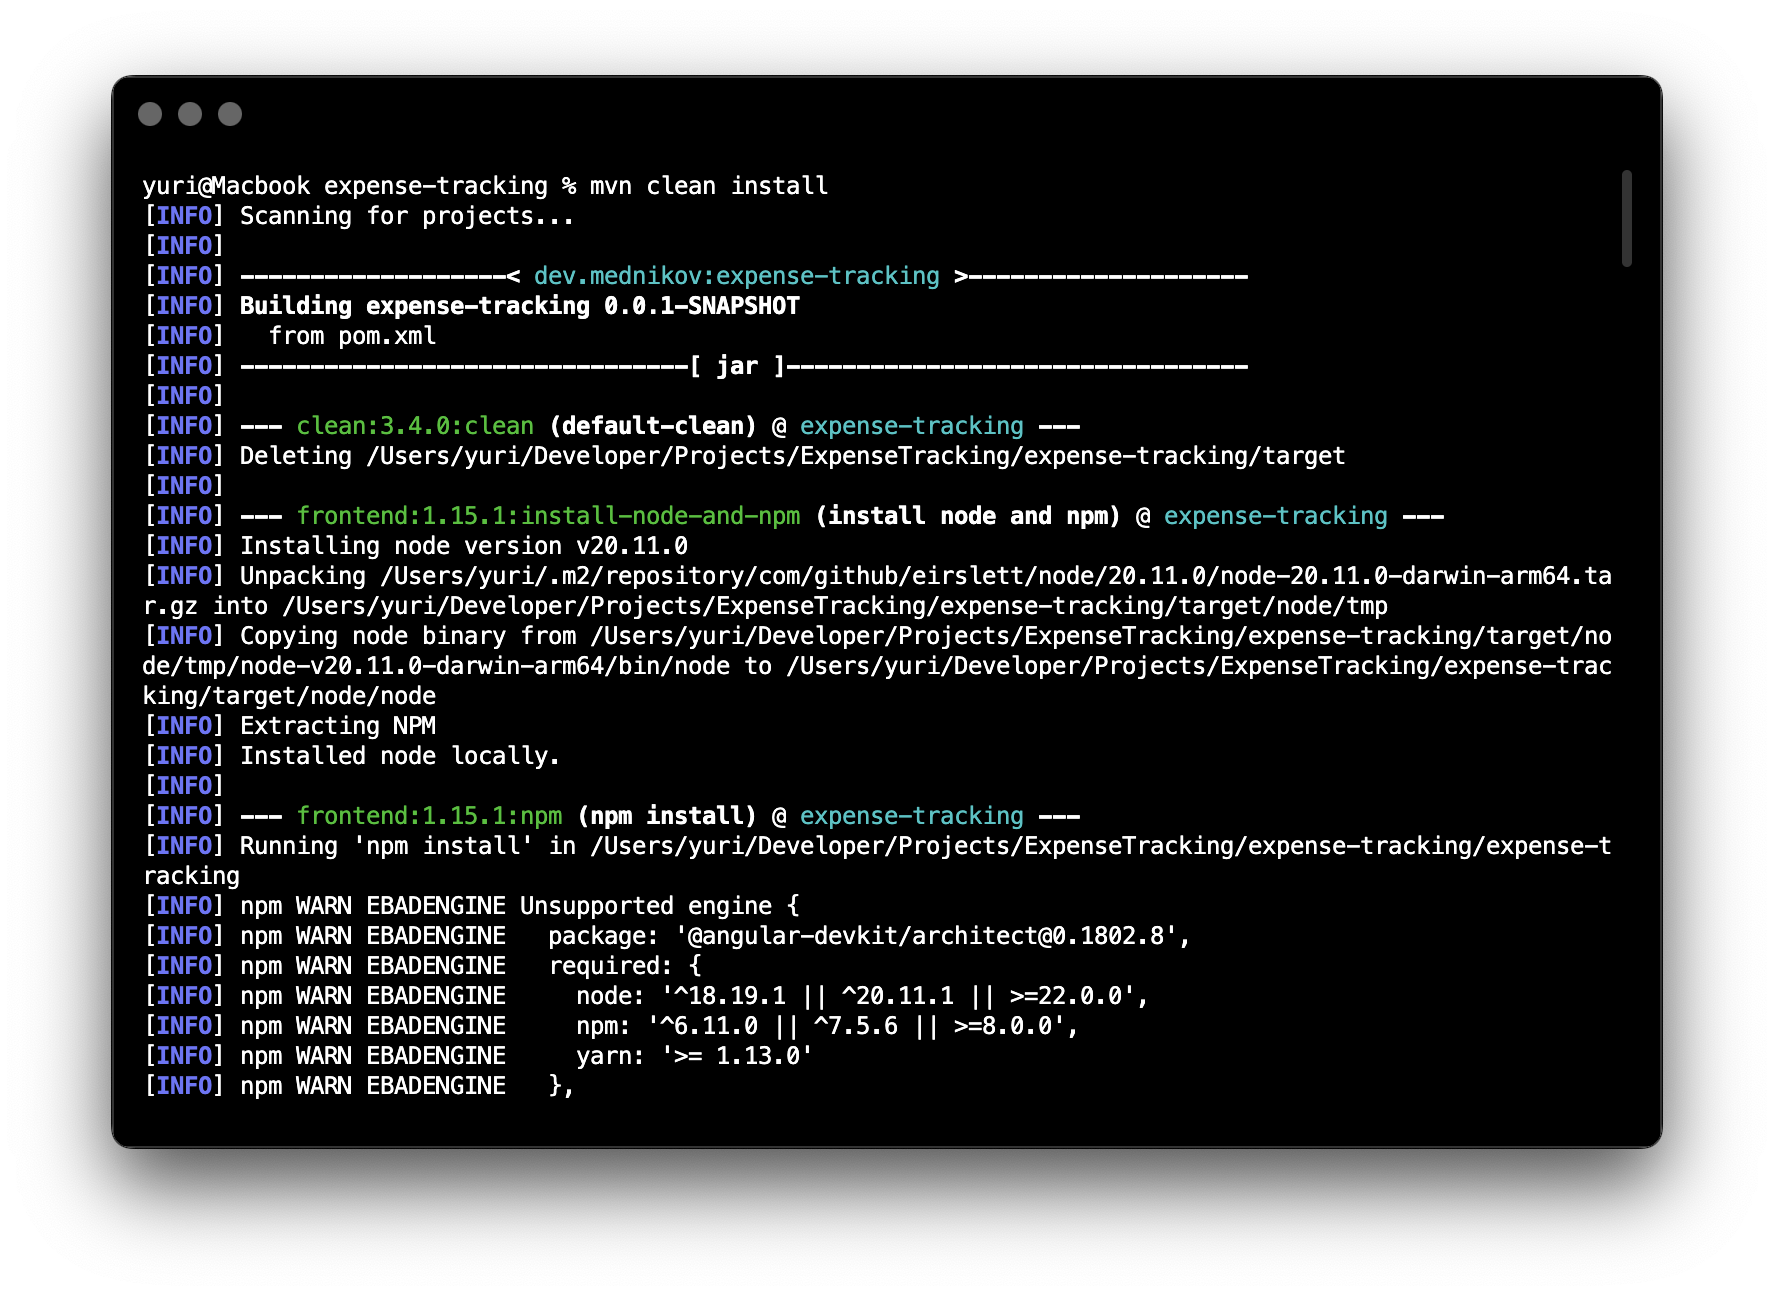 yuri@Macbook expense-tracking % mvn clean install
[INFO] Scanning for projects...
[INFO]
[INFO] -------------------< dev.mednikov:expense-tracking >--------------------
[INFO] Building expense-tracking 0.0.1-SNAPSHOT
[INFO]   from pom.xml
[INFO] --------------------------------[ jar ]---------------------------------
[INFO]
[INFO] --- clean:3.4.0:clean (default-clean) @ expense-tracking ---
[INFO] Deleting /Users/yuri/Developer/Projects/ExpenseTracking/expense-tracking/target
[INFO]
[INFO] --- frontend:1.15.1:install-node-and-npm (install node and npm) @ expense-tracking ---
[INFO] Installing node version v20.11.0
[INFO] Unpacking /Users/yuri/.m2/repository/com/github/eirslett/node/20.11.0/node-20.11.0-darwin-arm64.ta
r.gz into /Users/yuri/Developer/Projects/ExpenseTracking/expense-tracking/target/node/tmp
[INFO] Copying node binary from /Users/yuri/Developer/Projects/ExpenseTracking/expense-tracking/target/no
de/tmp/node-v20.11.0-darwin-arm64/bin/node to /Users/yuri/Developer/Projects/ExpenseTracking/expense-trac
king/target/node/node
[INFO] Extracting NPM
[INFO] Installed node locally.
[INFO]
[INFO] --- frontend:1.15.1:npm (npm install) @ expense-tracking ---
[INFO] Running 'npm install' in /Users/yuri/Developer/Projects/ExpenseTracking/expense-tracking/expense-t
racking
[INFO] npm WARN EBADENGINE Unsupported engine {
[INFO] npm WARN EBADENGINE   package: '@angular-devkit/architect@0.1802.8',
[INFO] npm WARN EBADENGINE   required: {
[INFO] npm WARN EBADENGINE     node: '^18.19.1 || ^20.11.1 || >=22.0.0',
[INFO] npm WARN EBADENGINE     npm: '^6.11.0 || ^7.5.6 || >=8.0.0',
[INFO] npm WARN EBADENGINE     yarn: '>= 1.13.0'
[INFO] npm WARN EBADENGINE   },